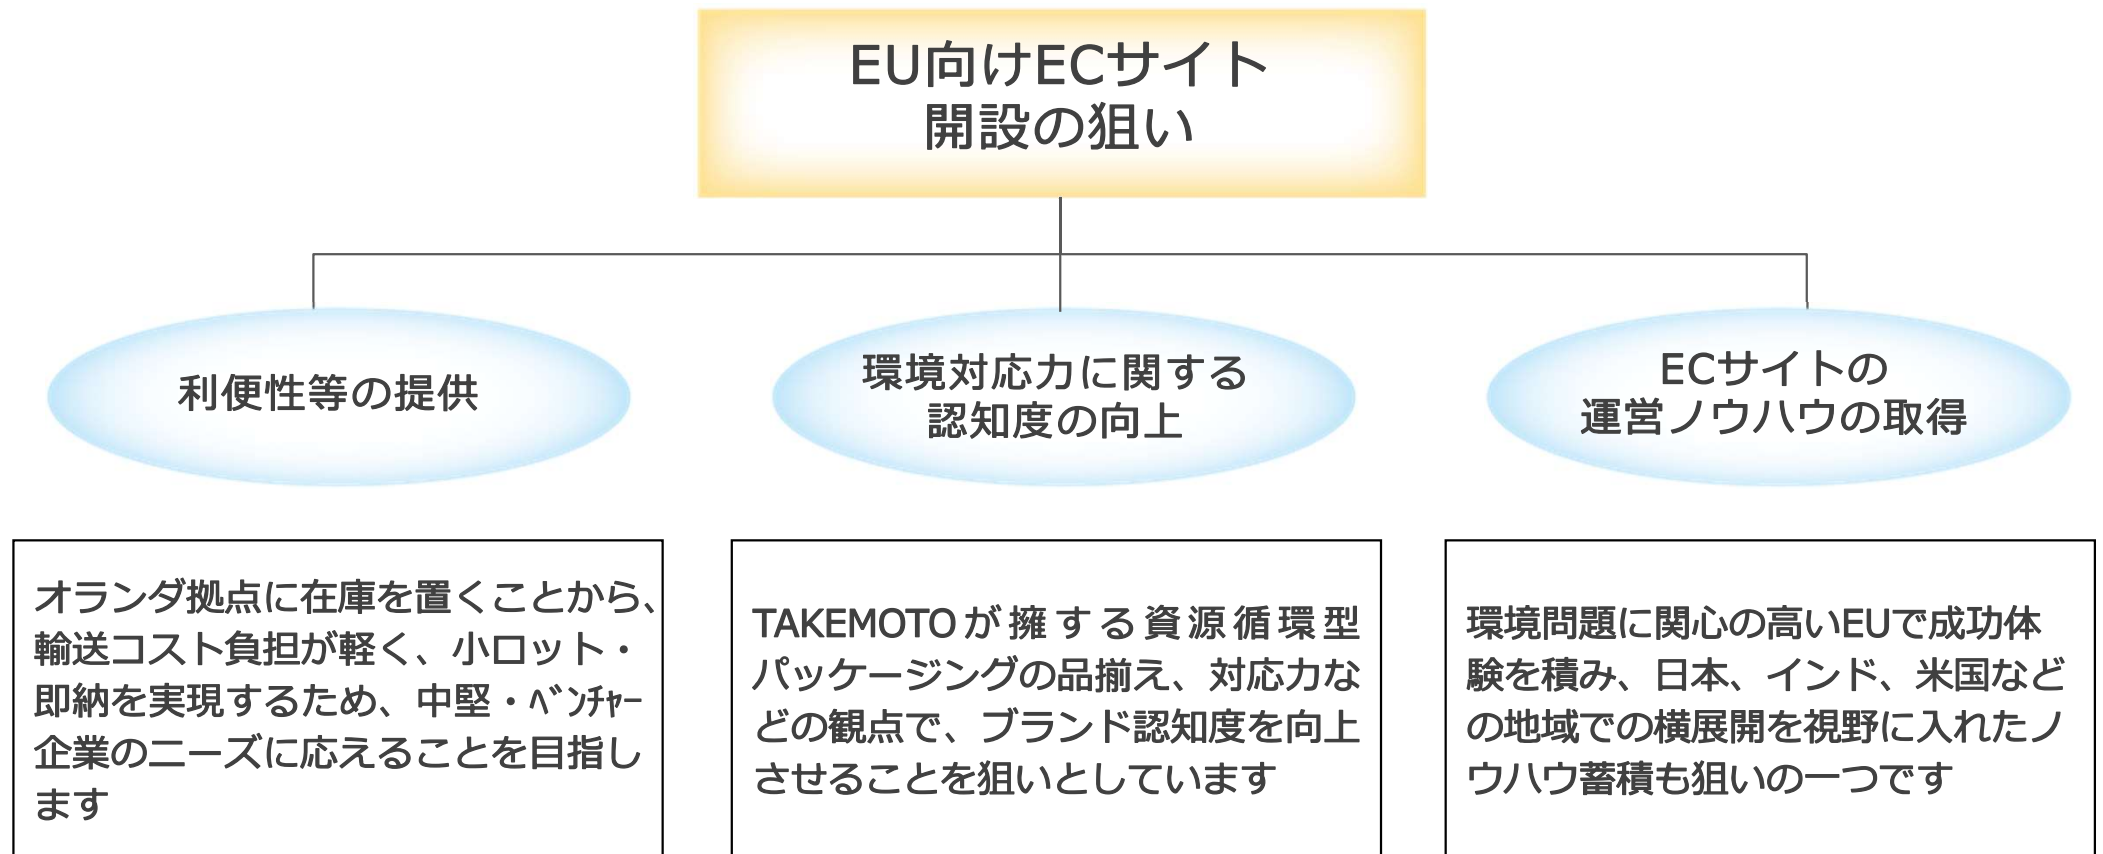 EU向けECサイト
開設の狙い
利便性等の提供
環境対応力に関する
認知度の向上
ECサイトの
運営ノウハウの取得
オランダ拠点に在庫を置くことから、
輸送コスト負担が軽く、小ロット・
即納を実現するため、中堅・ﾍﾞﾝﾁｬｰ
企業のニーズに応えることを目指し
ます
TAKEMOTOが擁する資源循環型
パッケージングの品揃え、対応力な
どの観点で、ブランド認知度を向上
させることを狙いとしています
環境問題に関心の高いEUで成功体
験を積み、日本、インド、米国など
の地域での横展開を視野に入れたノ
ウハウ蓄積も狙いの一つです